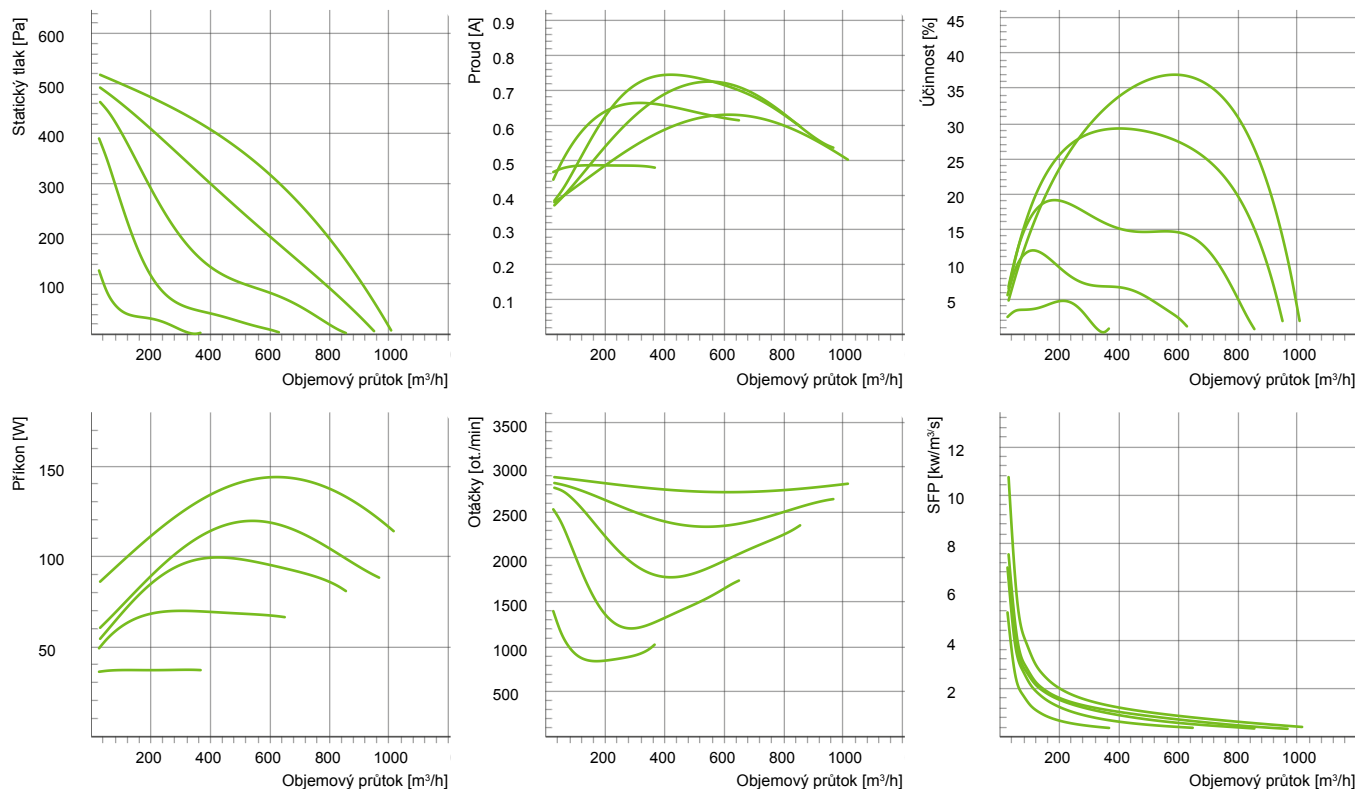 Statický tlak [Pa]
600
500
400
300
200
100
200 400 600 800 1000
Objemový průtok [m³/h]
Proud [A]
0.9
0.8
0.7
0.6
0.5
0.4
0.3
0.2
0.1
200 400 600 800 1000
Objemový průtok [m³/h]
Účinnost [%]
45
40
35
30
25
20
15
10
5
200 400 600 800 1000
Objemový průtok [m³/h]
Příkon [W]
150
100
50
200 400 600 800 1000
Objemový průtok [m³/h]
Otáčky [ot./min]
3500
3000
2500
2000
1500
1000
500
200 400 600 800 1000
Objemový průtok [m³/h]
SFP [kw/m³/s]
12
10
8
6
4
2
200 400 600 800 1000
Objemový průtok [m³/h]